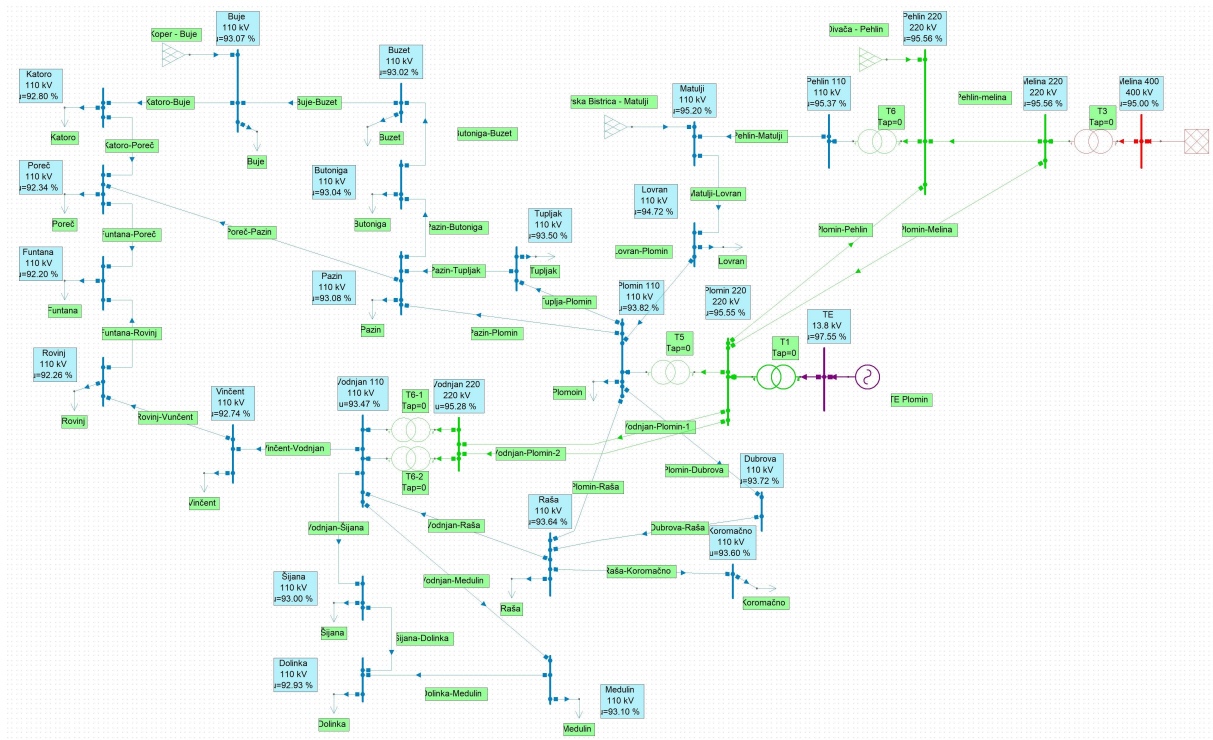 Buje
110 kV
u=93.07 %
Koper - Buje
Divača - Pehlin
Pehlin 220
220 kV
u=95.56 %
Katoro
110 kV
u=92.80 %
Buzet
110 kV
u=93.02 %
Matulji
110 kV
u=95.20 %
Pehlin 110
110 kV
u=95.37 %
Melina 220
220 kV
u=95.56 %
Melina 400
400 kV
u=95.00 %
Pehlin-melina
T6
Tap=0
T3
Tap=0
Katoro-Buje
Buje-Buzet
rska Bistrica - Matulji
Katoro
Katoro-Poreč
Buje
Buzet
Butoniga-Buzet
Pehlin-Matulji
Poreč
110 kV
u=92.34 %
Butoniga
110 kV
u=93.04 %
Lovran
110 kV
u=94.72 %
Matulji-Lovran
Poreč
Funtana-Poreč
Poreč-Pazin
Butoniga
Pazin-Butoniga
Tupljak
110 kV
u=93.50 %
Plomin-Pehlin
Plomin-Melina
Funtana
110 kV
u=92.20 %
Pazin
110 kV
u=93.08 %
Pazin-Tupljak
Tupljak
Lovran-Plomin
Lovran
Funtana
Funtana-Rovinj
Pazin
Tuplja-Plomin
Pazin-Plomin
Plomin 110
110 kV
u=93.82 %
Plomin 220
220 kV
u=95.55 %
TE
13.8 kV
u=97.55 %
T5
Tap=0
T1
Tap=0
Rovinj
110 kV
u=92.26 %
Vinčent
110 kV
u=92.74 %
Vodnjan 110
110 kV
u=93.47 %
T6-1
Tap=0
Vodnjan 220
220 kV
u=95.28 %
Plomoin
TE Plomin
Rovinj
Rovinj-Vunčent
Vinčent-Vodnjan
Vodnjan-Plomin-1
Vodnjan-Plomin-2
T6-2
Tap=0
Vinčent
Plomin-Raša
Plomin-Dubrova
Dubrova
110 kV
u=93.72 %
Vodnjan-Šijana
Vodnjan-Raša
Raša
110 kV
u=93.64 %
Dubrova-Raša
Koromačno
110 kV
u=93.60 %
Šijana
110 kV
u=93.00 %
Vodnjan-Medulin
Raša-Koromačno
Raša
Koromačno
Šijana
Šijana-Dolinka
Dolinka
110 kV
u=92.93 %
Dolinka-Medulin
Medulin
110 kV
u=93.10 %
Dolinka
Medulin